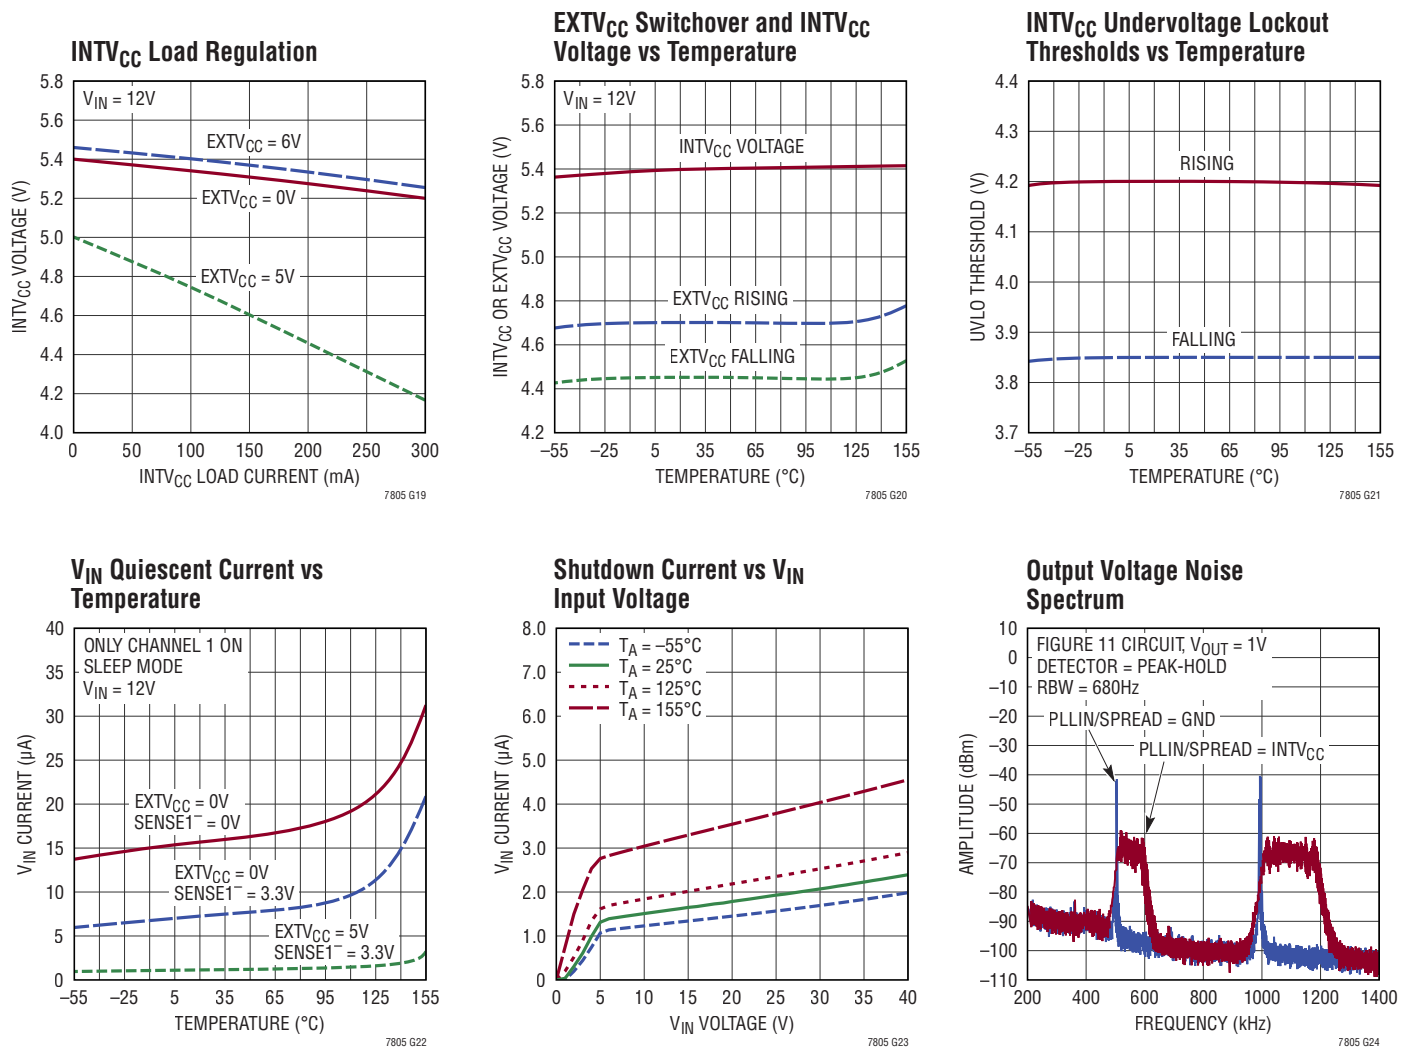 INTVCC Load Regulation
5.8
5.6
5.4
5.2
5.0
4.8
4.6
4.4
4.2
4.0
INTVCC VOLTAGE (V)
VIN = 12V
EXTVCC = 6V
EXTVCC = 0V
EXTVCC = 5V
0 50 100 150 200 250 300
INTVCC LOAD CURRENT (mA)
7805 G19
EXTVCC Switchover and INTVCC
Voltage vs Temperature
5.8
5.6
5.4
5.2
5.0
4.8
4.6
4.4
4.2
INTVCC OR EXTVCC VOLTAGE (V)
VIN = 12V
INTVCC VOLTAGE
EXTVCC RISING
EXTVCC FALLING
–55 –25 5 35 65 95 125 155
TEMPERATURE (°C)
7805 G20
INTVCC Undervoltage Lockout
Thresholds vs Temperature
4.4
4.3
4.2
4.1
4.0
3.9
3.8
3.7
UVLO THRESHOLD (V)
RISING
FALLING
–55 –25 5 35 65 95 125 155
TEMPERATURE (°C)
7805 G21
VIN Quiescent Current vs
Temperature
40
35
30
25
20
15
10
5
0
VIN CURRENT (µA)
ONLY CHANNEL 1 ON
SLEEP MODE
VIN = 12V
EXTVCC = 0V
SENSE1– = 0V
EXTVCC = 0V
SENSE1– = 3.3V
EXTVCC = 5V
SENSE1– = 3.3V
–55 –25 5 35 65 95 125 155
TEMPERATURE (°C)
7805 G22
Shutdown Current vs VIN
Input Voltage
8.0
7.0
6.0
5.0
4.0
3.0
2.0
1.0
0
VIN CURRENT (µA)
TA = –55°C
TA = 25°C
TA = 125°C
TA = 155°C
0 5 10 15 20 25 30 35 40
VIN VOLTAGE (V)
7805 G23
Output Voltage Noise
Spectrum
10
0
–10
–20
–30
–40
–50
–60
–70
–80
–90
–100
–110
AMPLITUDE (dBm)
FIGURE 11 CIRCUIT, VOUT = 1V
DETECTOR = PEAK-HOLD
RBW = 680Hz
PLLIN/SPREAD = GND
PLLIN/SPREAD = INTVCC
200 400 600 800 1000 1200 1400
FREQUENCY (kHz)
7805 G24